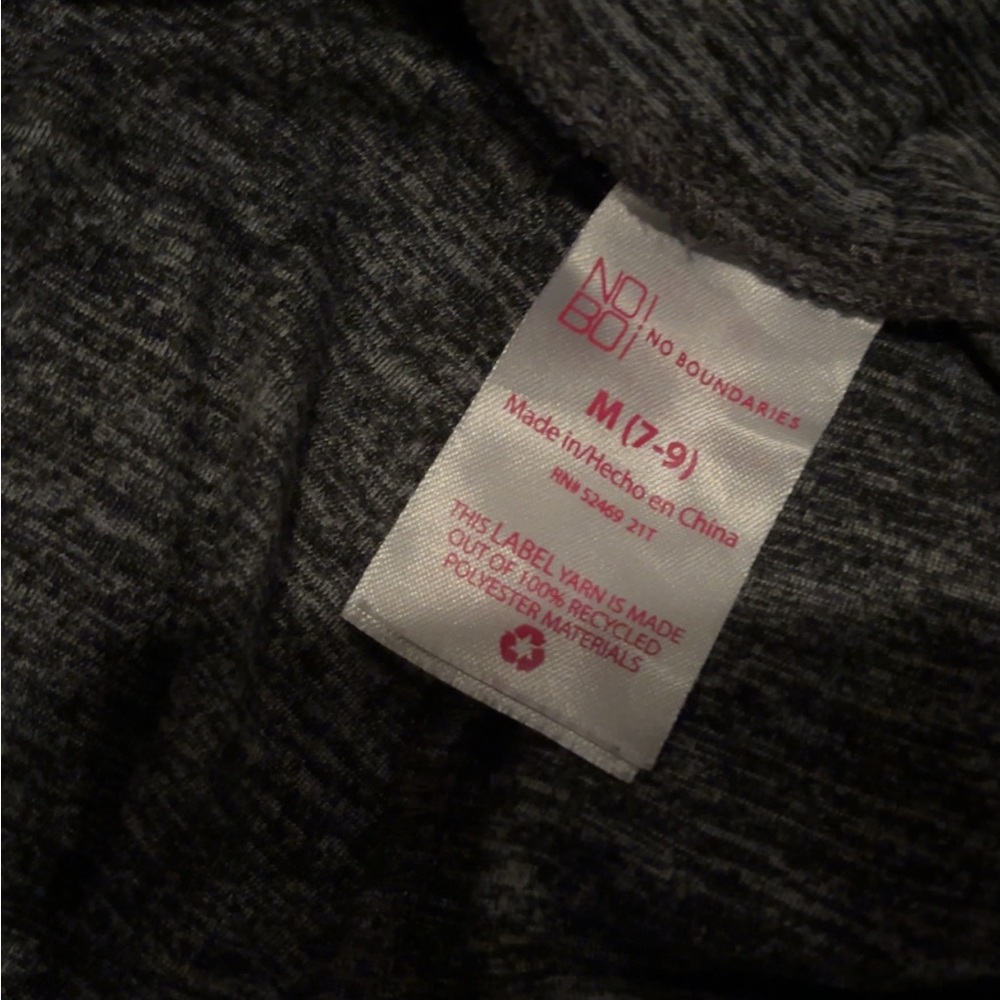 NO!
BO¡
NO BOUNDARIES
M (7-9)
Made in/Hecho en China
RN# 52469 21T
THIS LABEL YARN IS MADE
OUT OF 100% RECYCLED
POLYESTER MATERIALS